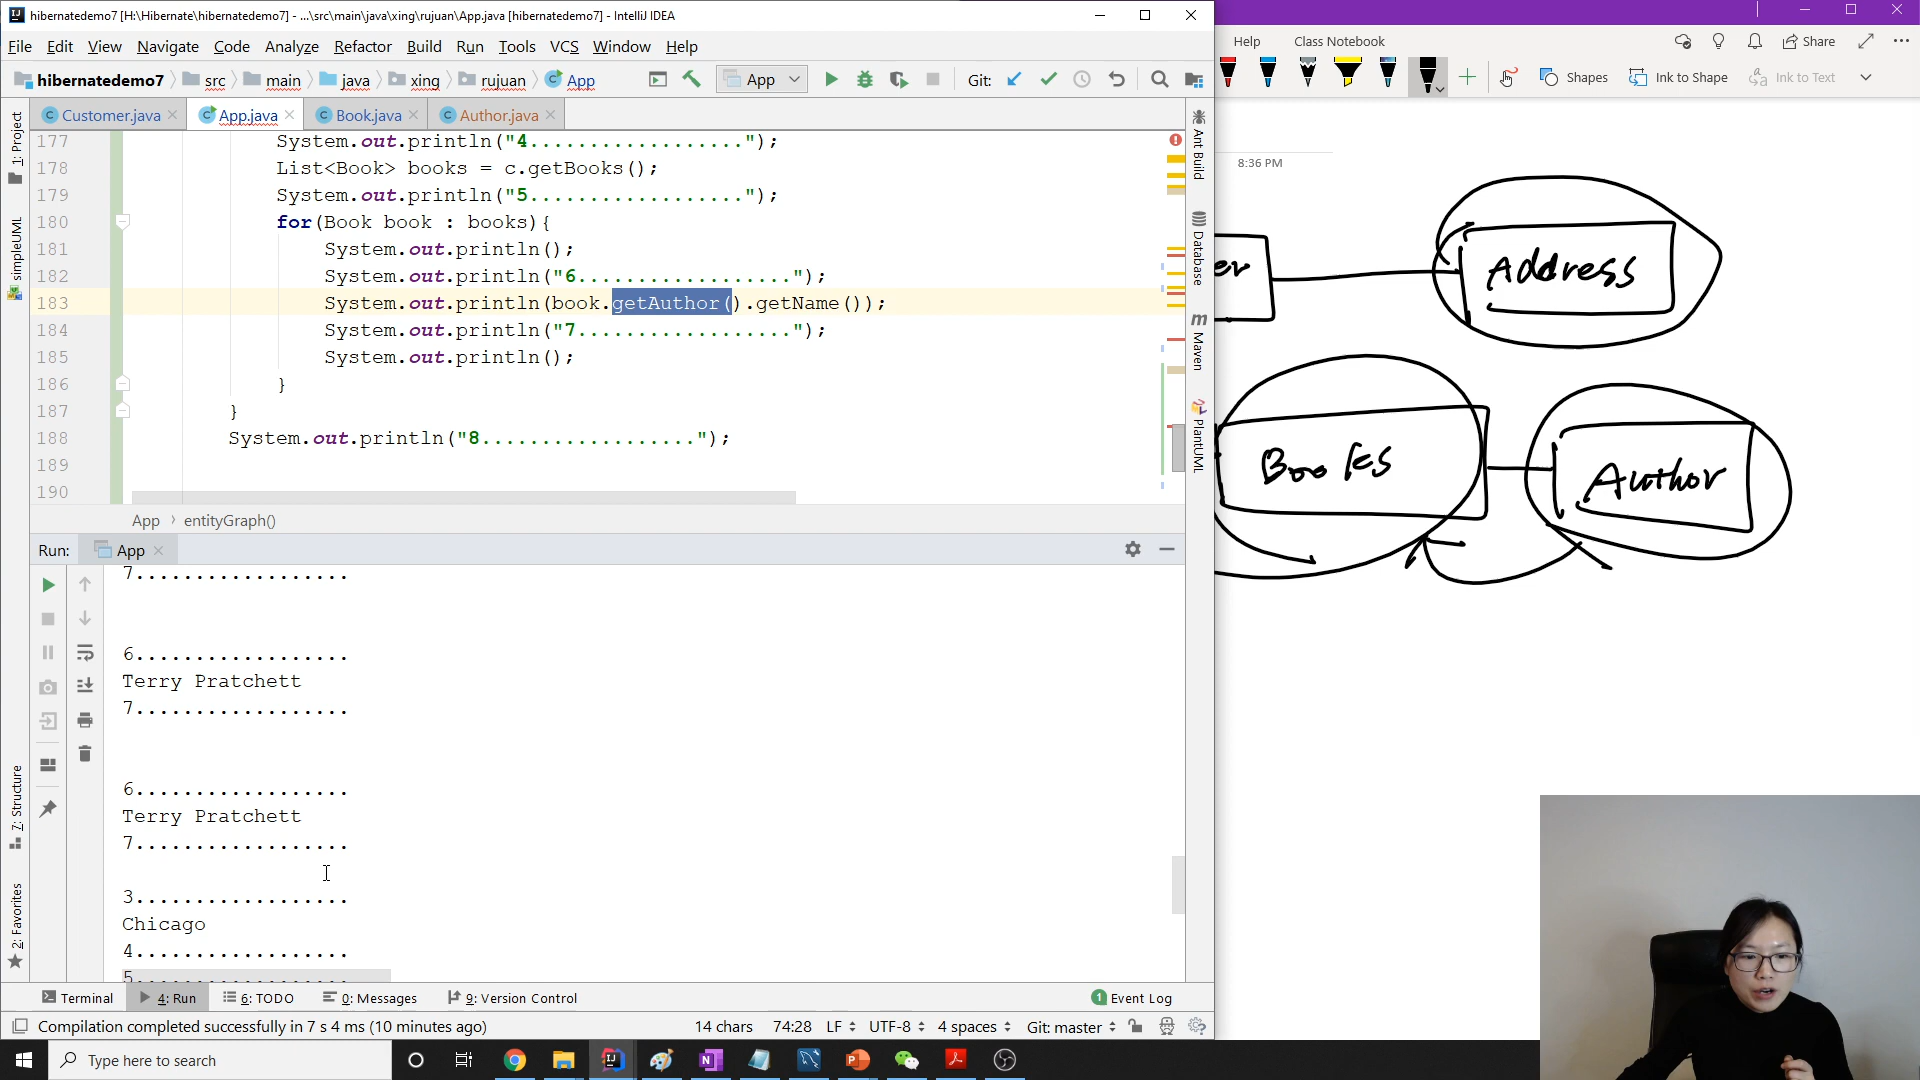 hibernatedemo7 [H:\Hibernate\hibernatedemo7] - ...\src\main\java\xing\rujuan\App.java [hibernatedemo7] - IntelliJ IDEA
File Edit View Navigate Code Analyze Refactor Build Run Tools VCS Window Help
hibernatedemo7 src main java xing rujuan App App Git:
Customer.java App.java Book.java Author.java
177 System.out.println("4..................");
178 List<Book> books = c.getBooks();
179 System.out.println("5..................");
180 for(Book book : books){
181 System.out.println();
182 System.out.println("6..................");
183 System.out.println(book.getAuthor().getName());
184 System.out.println("7..................");
185 System.out.println();
186 }
187 }
188 System.out.println("8..................");
189
190
App entityGraph()
Run: App
7..................
6..................
Terry Pratchett
7..................
6..................
Terry Pratchett
7..................
3..................
Chicago
4..................
5..................
Terminal 4: Run 6: TODO 0: Messages 9: Version Control 1 Event Log
Compilation completed successfully in 7 s 4 ms (10 minutes ago) 14 chars 74:28 LF UTF-8 4 spaces Git: master
Type here to search
1: Project
simpleUML
7: Structure
2: Favorites
Ant Build
Database
m Maven
PlantUML
Help Class Notebook Share
Shapes Ink to Shape Ink to Text
8:36 PM
er Address
Books Author